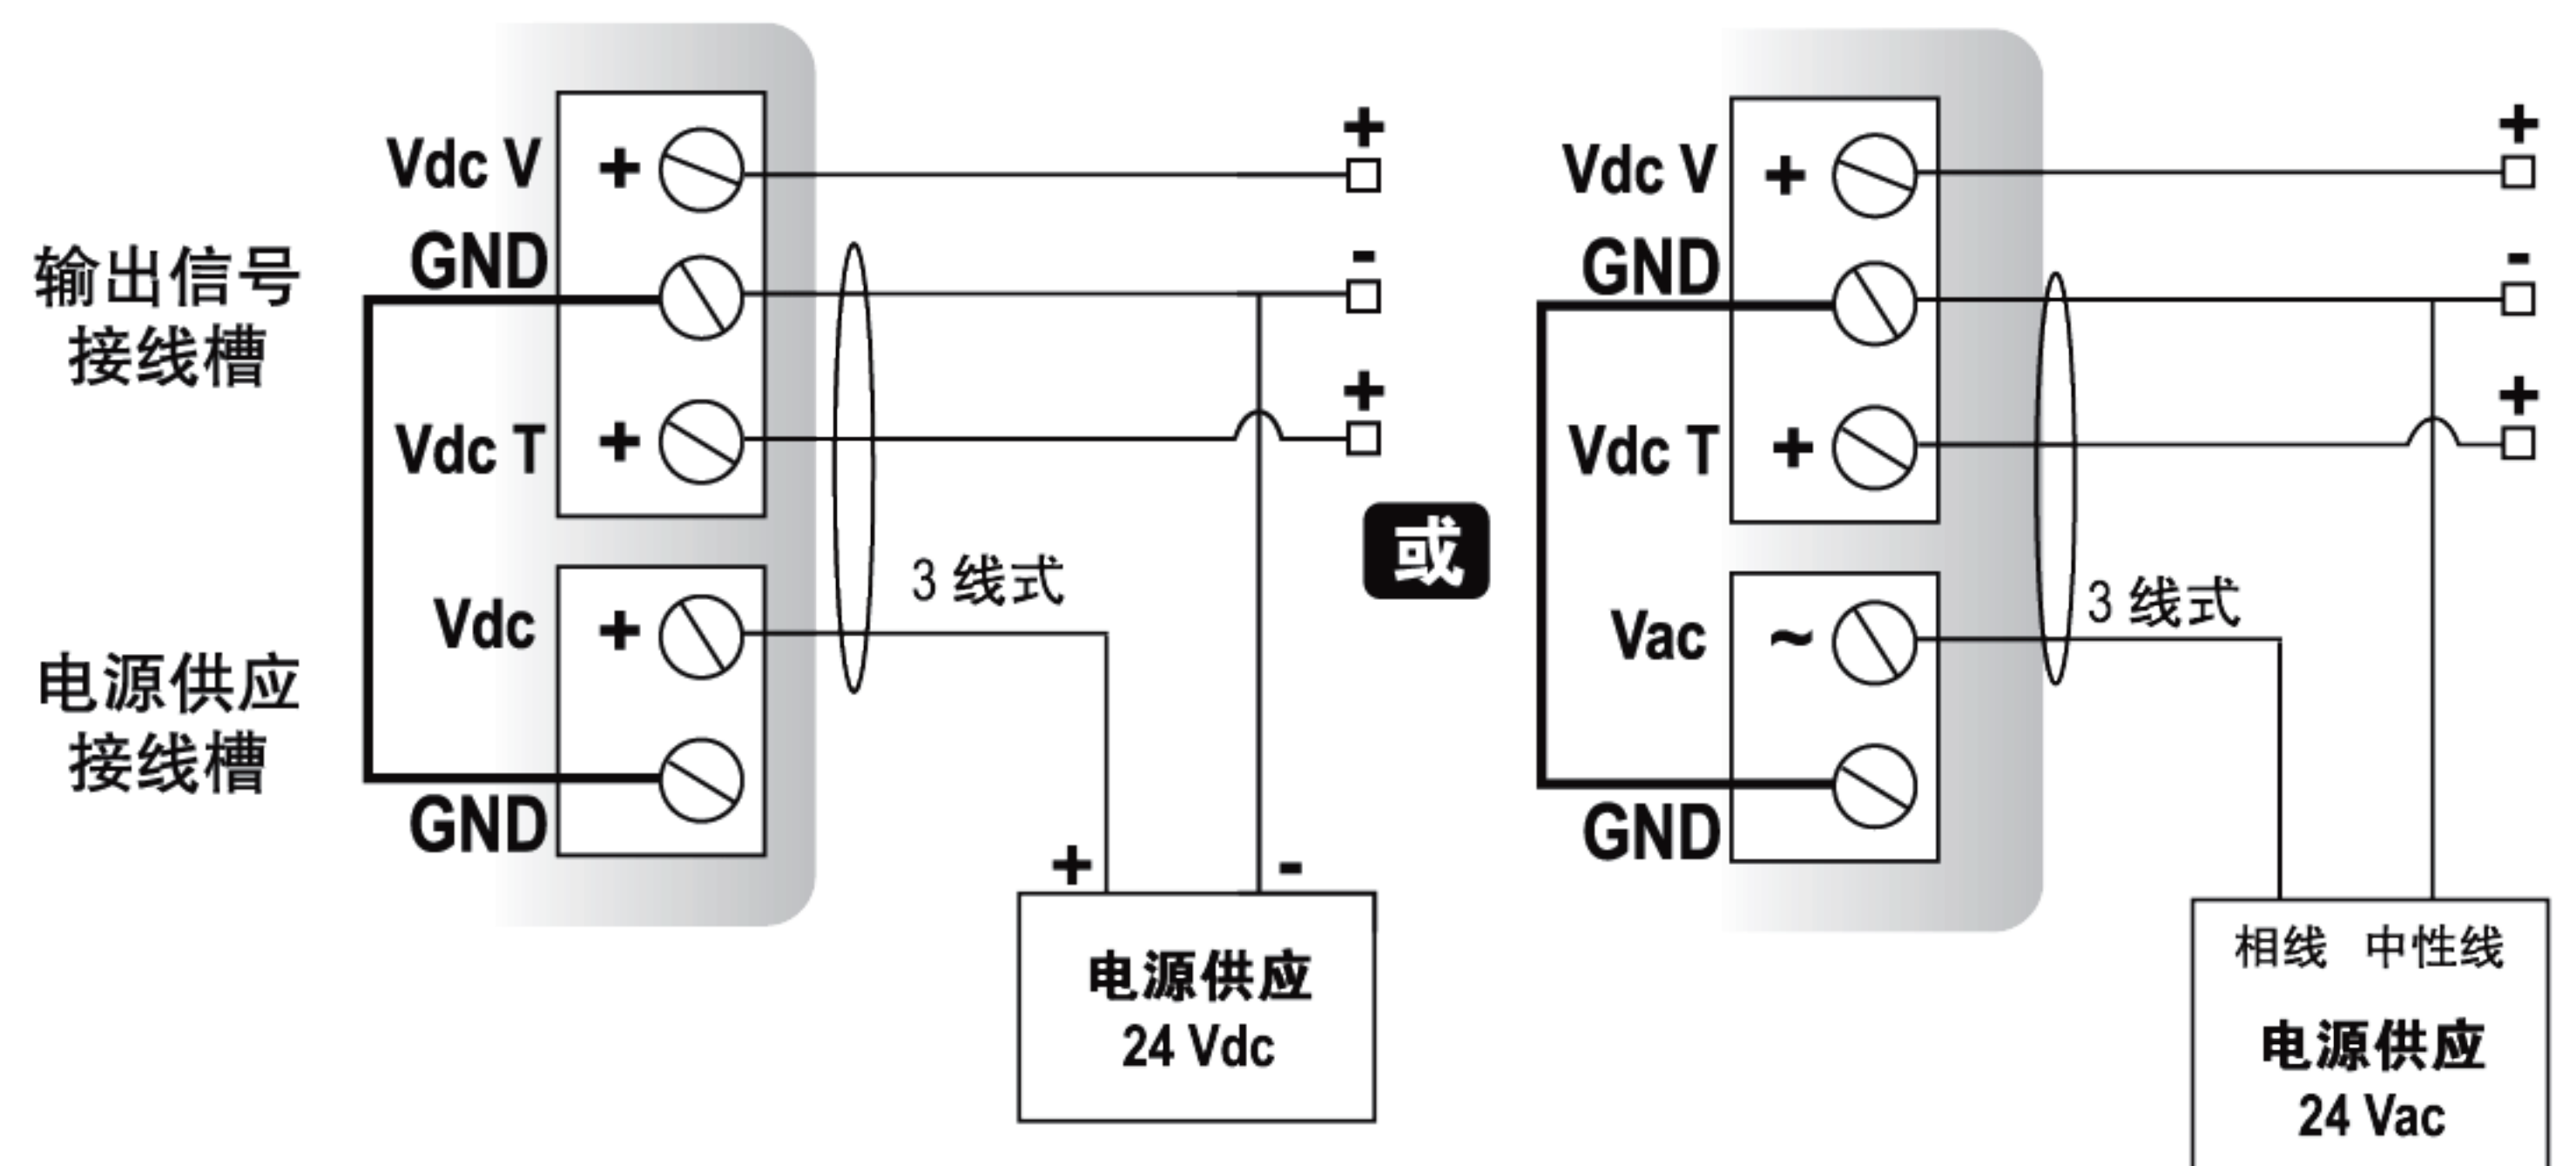 输出信号
接线槽
电源供应
接线槽
Vdc V
+
GND
Vdc T
+
Vdc
+
GND
+
-
+
3 线式
+
-
电源供应
24 Vdc
或
Vdc V
+
GND
Vdc T
+
Vac
~
GND
+
-
+
3 线式
相线 中性线
电源供应
24 Vac